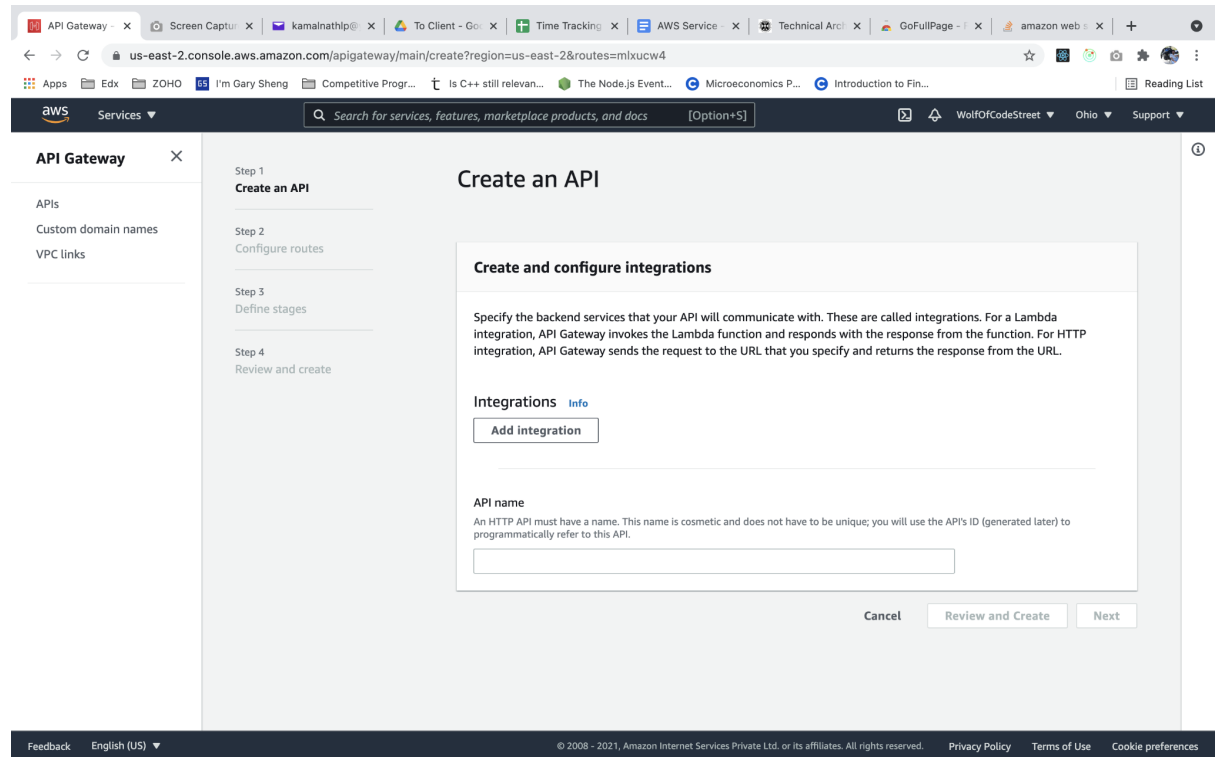 API Gateway -
Screen Captur
kamalnathlp@
To Client -
Time Tracking
AWS Service -
Technical Arch
GoFullPage -
amazon web s
us-east-2.console.aws.amazon.com/apigateway/main/create?region=us-east-2&routes=mlxucw4
Apps
Edx
ZOHO
I'm Gary Sheng
Competitive Progr...
Is C++ still relevan...
The Node.js Event...
Microeconomics P...
Introduction to Fin...
Reading List
aws
Services
Search for services, features, marketplace products, and docs
[Option+S]
WolfOfCodeStreet
Ohio
Support
API Gateway
APIs
Custom domain names
VPC links
Step 1
Create an API
Step 2
Configure routes
Step 3
Define stages
Step 4
Review and create
Create an API
Create and configure integrations
Specify the backend services that your API will communicate with. These are called integrations. For a Lambda
integration, API Gateway invokes the Lambda function and responds with the response from the function. For HTTP
integration, API Gateway sends the request to the URL that you specify and returns the response from the URL.
Integrations Info
Add integration
API name
An HTTP API must have a name. This name is cosmetic and does not have to be unique; you will use the API's ID (generated later) to
programmatically refer to this API.
Cancel
Review and Create
Next
Feedback
English (US)
© 2008 - 2021, Amazon Internet Services Private Ltd. or its affiliates. All rights reserved.
Privacy Policy
Terms of Use
Cookie preferences